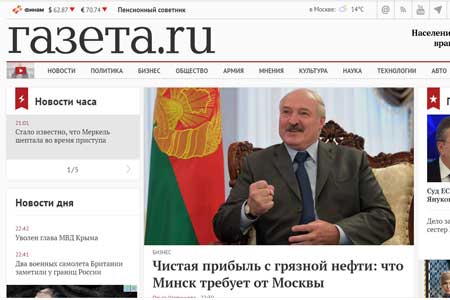 финам $ 62.87 ▼ € 70.74 ▼ Пенсионный советник в Москве: 14°C
газета.ru
Населени
вра
НОВОСТИ ПОЛИТИКА БИЗНЕС ОБЩЕСТВО АРМИЯ МНЕНИЯ КУЛЬТУРА НАУКА ТЕХНОЛОГИИ АВТО
Новости часа
21:01
Стало известно, что Меркель
шептала во время приступа
1/5
Новости дня
22:42
Уволен глава МВД Крыма
22:41
Два военных самолета Британии
заметили у границ России
БИЗНЕС
Чистая прибыль с грязной нефти: что
Минск требует от Москвы
Суд ЕС
Януко
Дело за
сестер